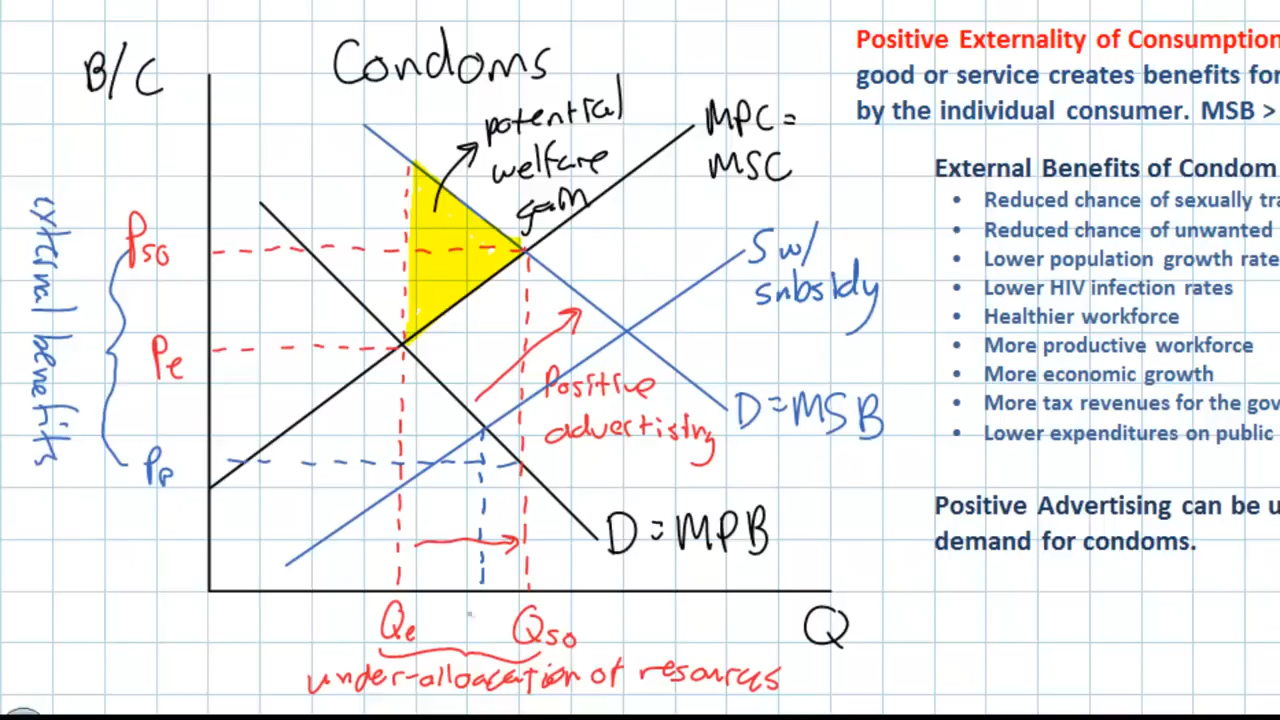 B/C
Condoms
potential
welfare
gain
MPC =
MSC
Pso
Pe
Pp
external benefits
S w/
subsidy
Positive
advertising
D=MSB
D=MPB
Qe
Qso
Q
under-allocation of resources
Positive Externality of Consumption
good or service creates benefits for
by the individual consumer. MSB >
External Benefits of Condom
• Reduced chance of sexually tra
• Reduced chance of unwanted
• Lower population growth rate
• Lower HIV infection rates
• Healthier workforce
• More productive workforce
• More economic growth
• More tax revenues for the gov
• Lower expenditures on public
Positive Advertising can be u
demand for condoms.